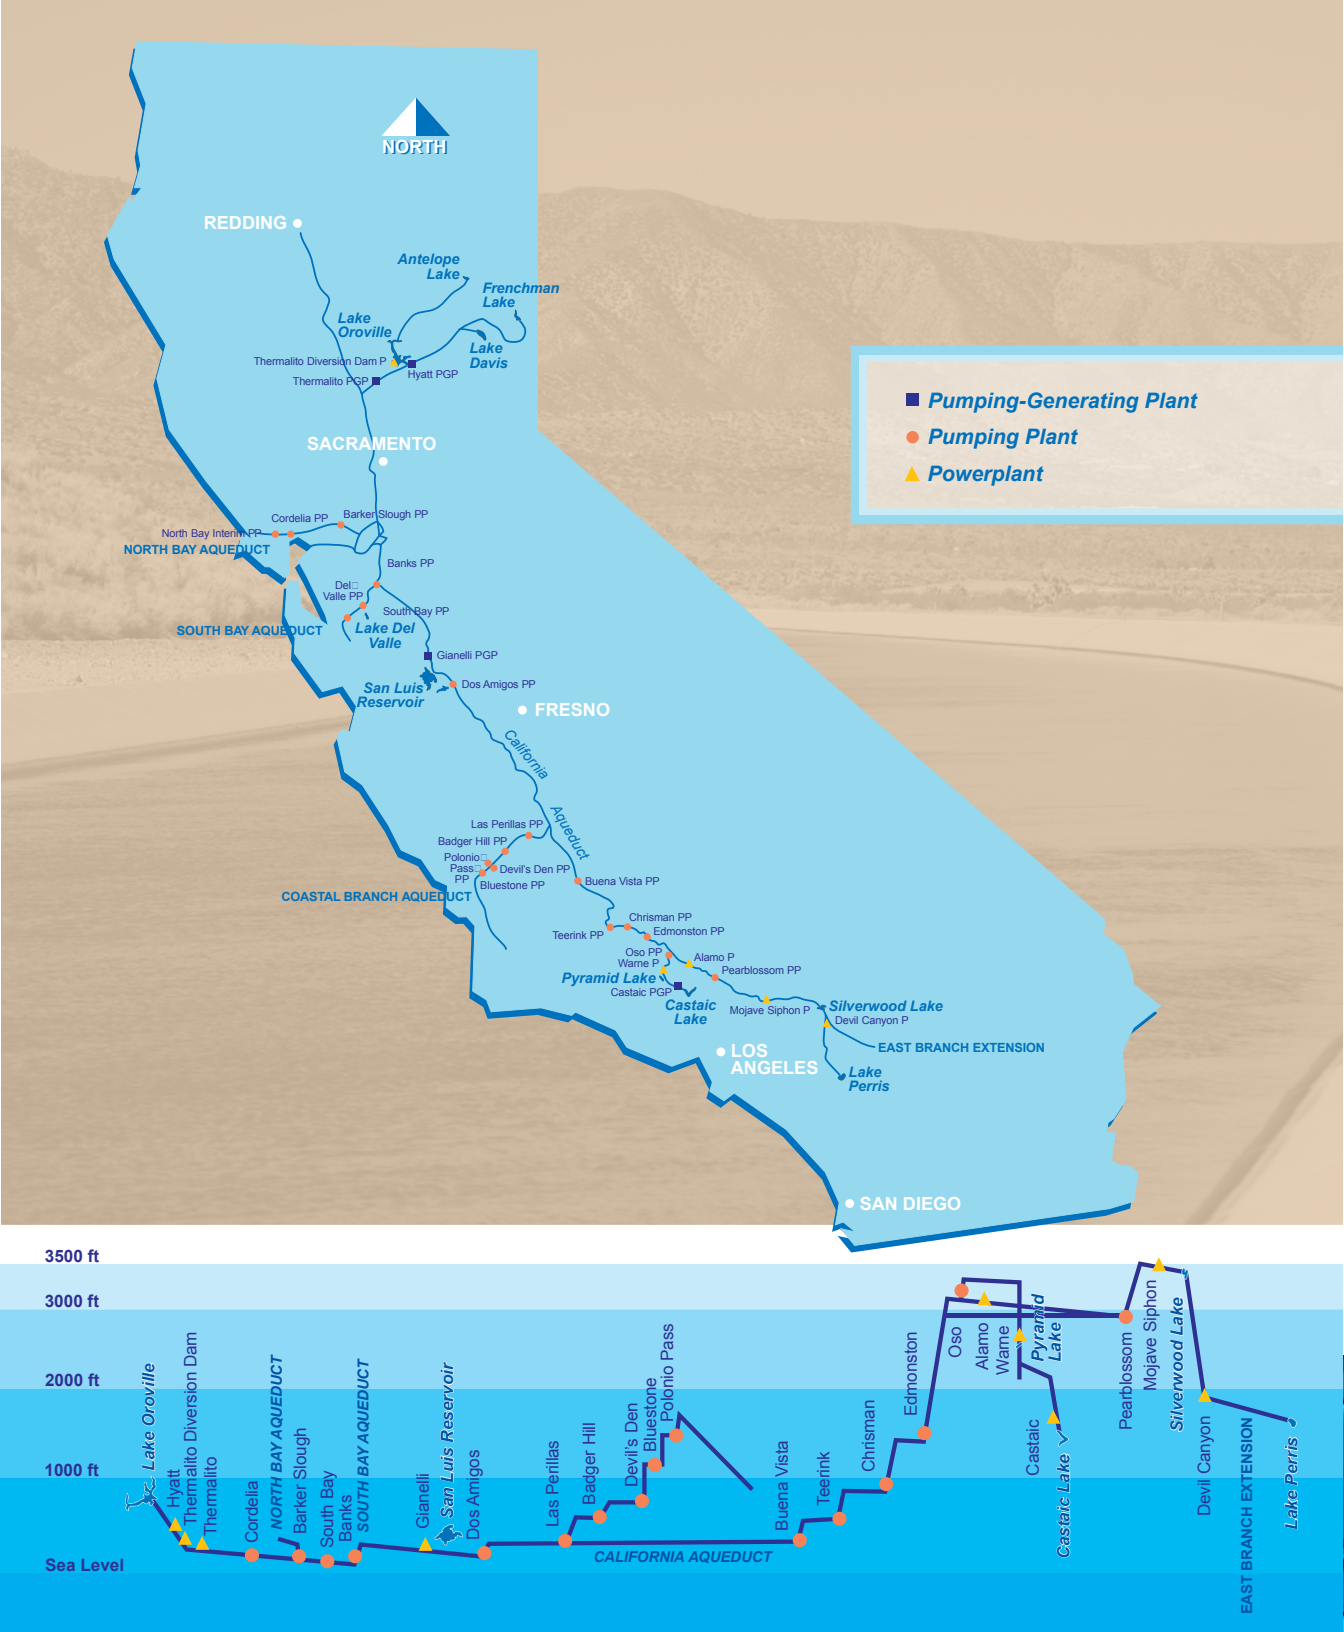 NORTH
REDDING
Antelope
Lake
Frenchman
Lake
Lake
Oroville
Lake
Davis
Thermalito Diversion Dam P
Hyatt PGP
Thermalito PGP
Pumping-Generating Plant
Pumping Plant
Powerplant
SACRAMENTO
Barker Slough PP
Cordelia PP
North Bay Interim PP
NORTH BAY AQUEDUCT
Banks PP
Del□
Valle PP
South Bay PP
SOUTH BAY AQUEDUCT
Lake Del
Valle
Gianelli PGP
San Luis
Reservoir
Dos Amigos PP
FRESNO
California
Aqueduct
Las Perillas PP
Badger Hill PP
Polonio□
Pass□
PP
Devil's Den PP
Bluestone PP
Buena Vista PP
COASTAL BRANCH AQUEDUCT
Chrisman PP
Teerink PP
Edmonston PP
Oso PP
Warne P
Alamo P
Pearblossom PP
Pyramid Lake
Castaic PGP
Castaic
Lake
Mojave Siphon P
Silverwood Lake
Devil Canyon P
EAST BRANCH EXTENSION
LOS
ANGELES
Lake
Perris
SAN DIEGO
3500 ft
3000 ft
2000 ft
1000 ft
Sea Level
Lake Oroville
Hyatt
Thermalito Diversion Dam
Thermalito
Cordelia
NORTH BAY AQUEDUCT
Barker Slough
South Bay
Banks
SOUTH BAY AQUEDUCT
Gianelli
San Luis Reservoir
Dos Amigos
Las Perillas
Badger Hill
Devil's Den
Bluestone
Polonio Pass
CALIFORNIA AQUEDUCT
Buena Vista
Teerink
Chrisman
Edmonston
Oso
Alamo
Warne
Pyramid
Lake
Castaic
Castaic Lake
Pearblossom
Mojave Siphon
Silverwood Lake
Devil Canyon
EAST BRANCH EXTENSION
Lake Perris